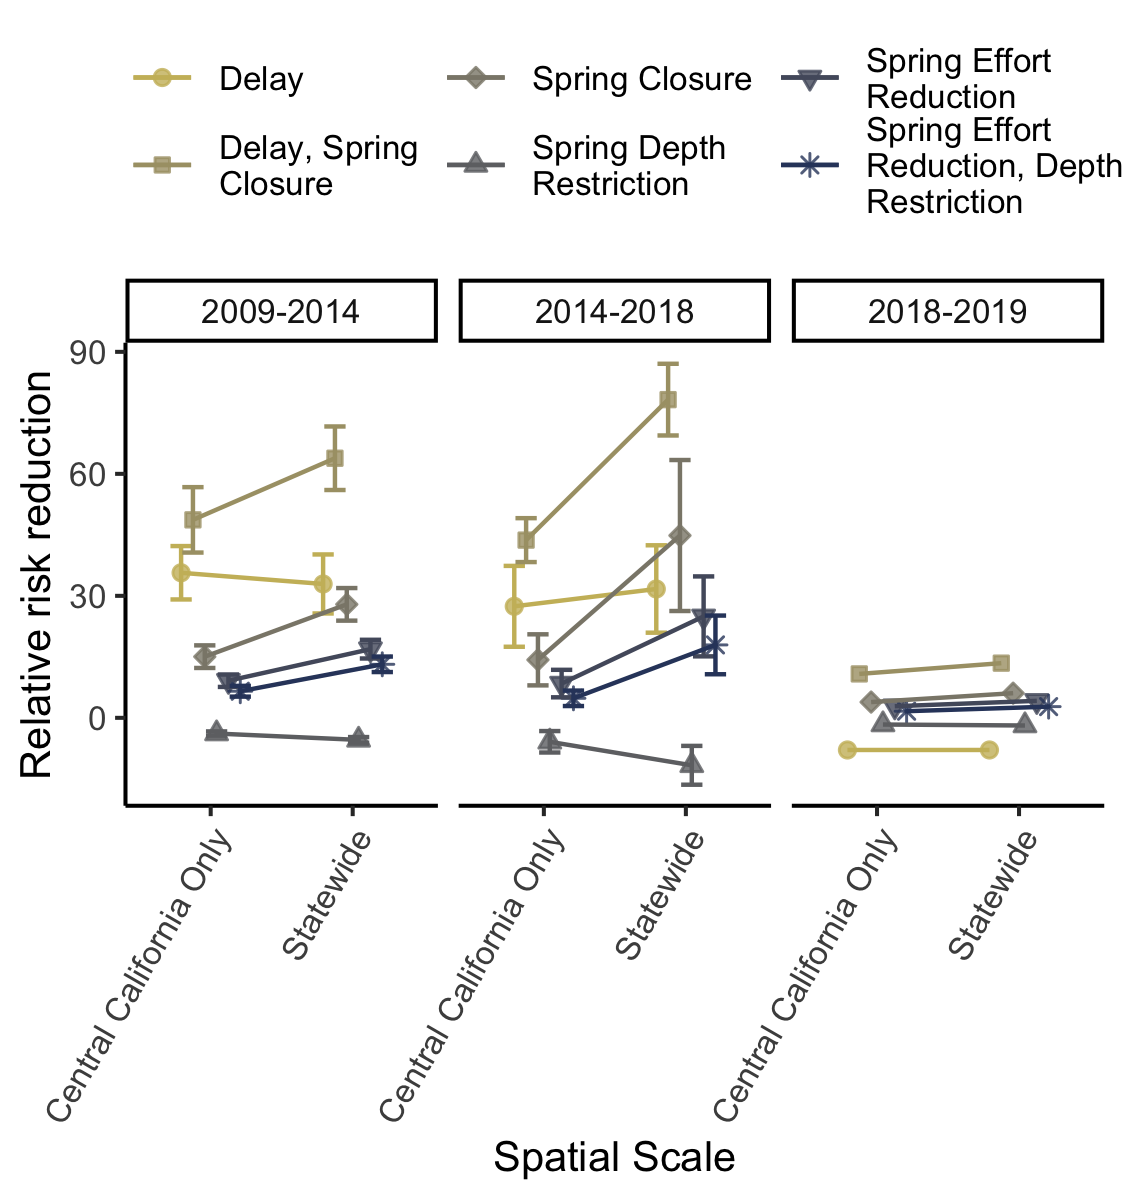 Delay
Delay, Spring
Closure
Spring Closure
Spring Depth
Restriction
Spring Effort
Reduction
Spring Effort
Reduction, Depth
Restriction
2009-2014
2014-2018
2018-2019
Relative risk reduction
90
60
30
0
Central California Only
Statewide
Central California Only
Statewide
Central California Only
Statewide
Spatial Scale